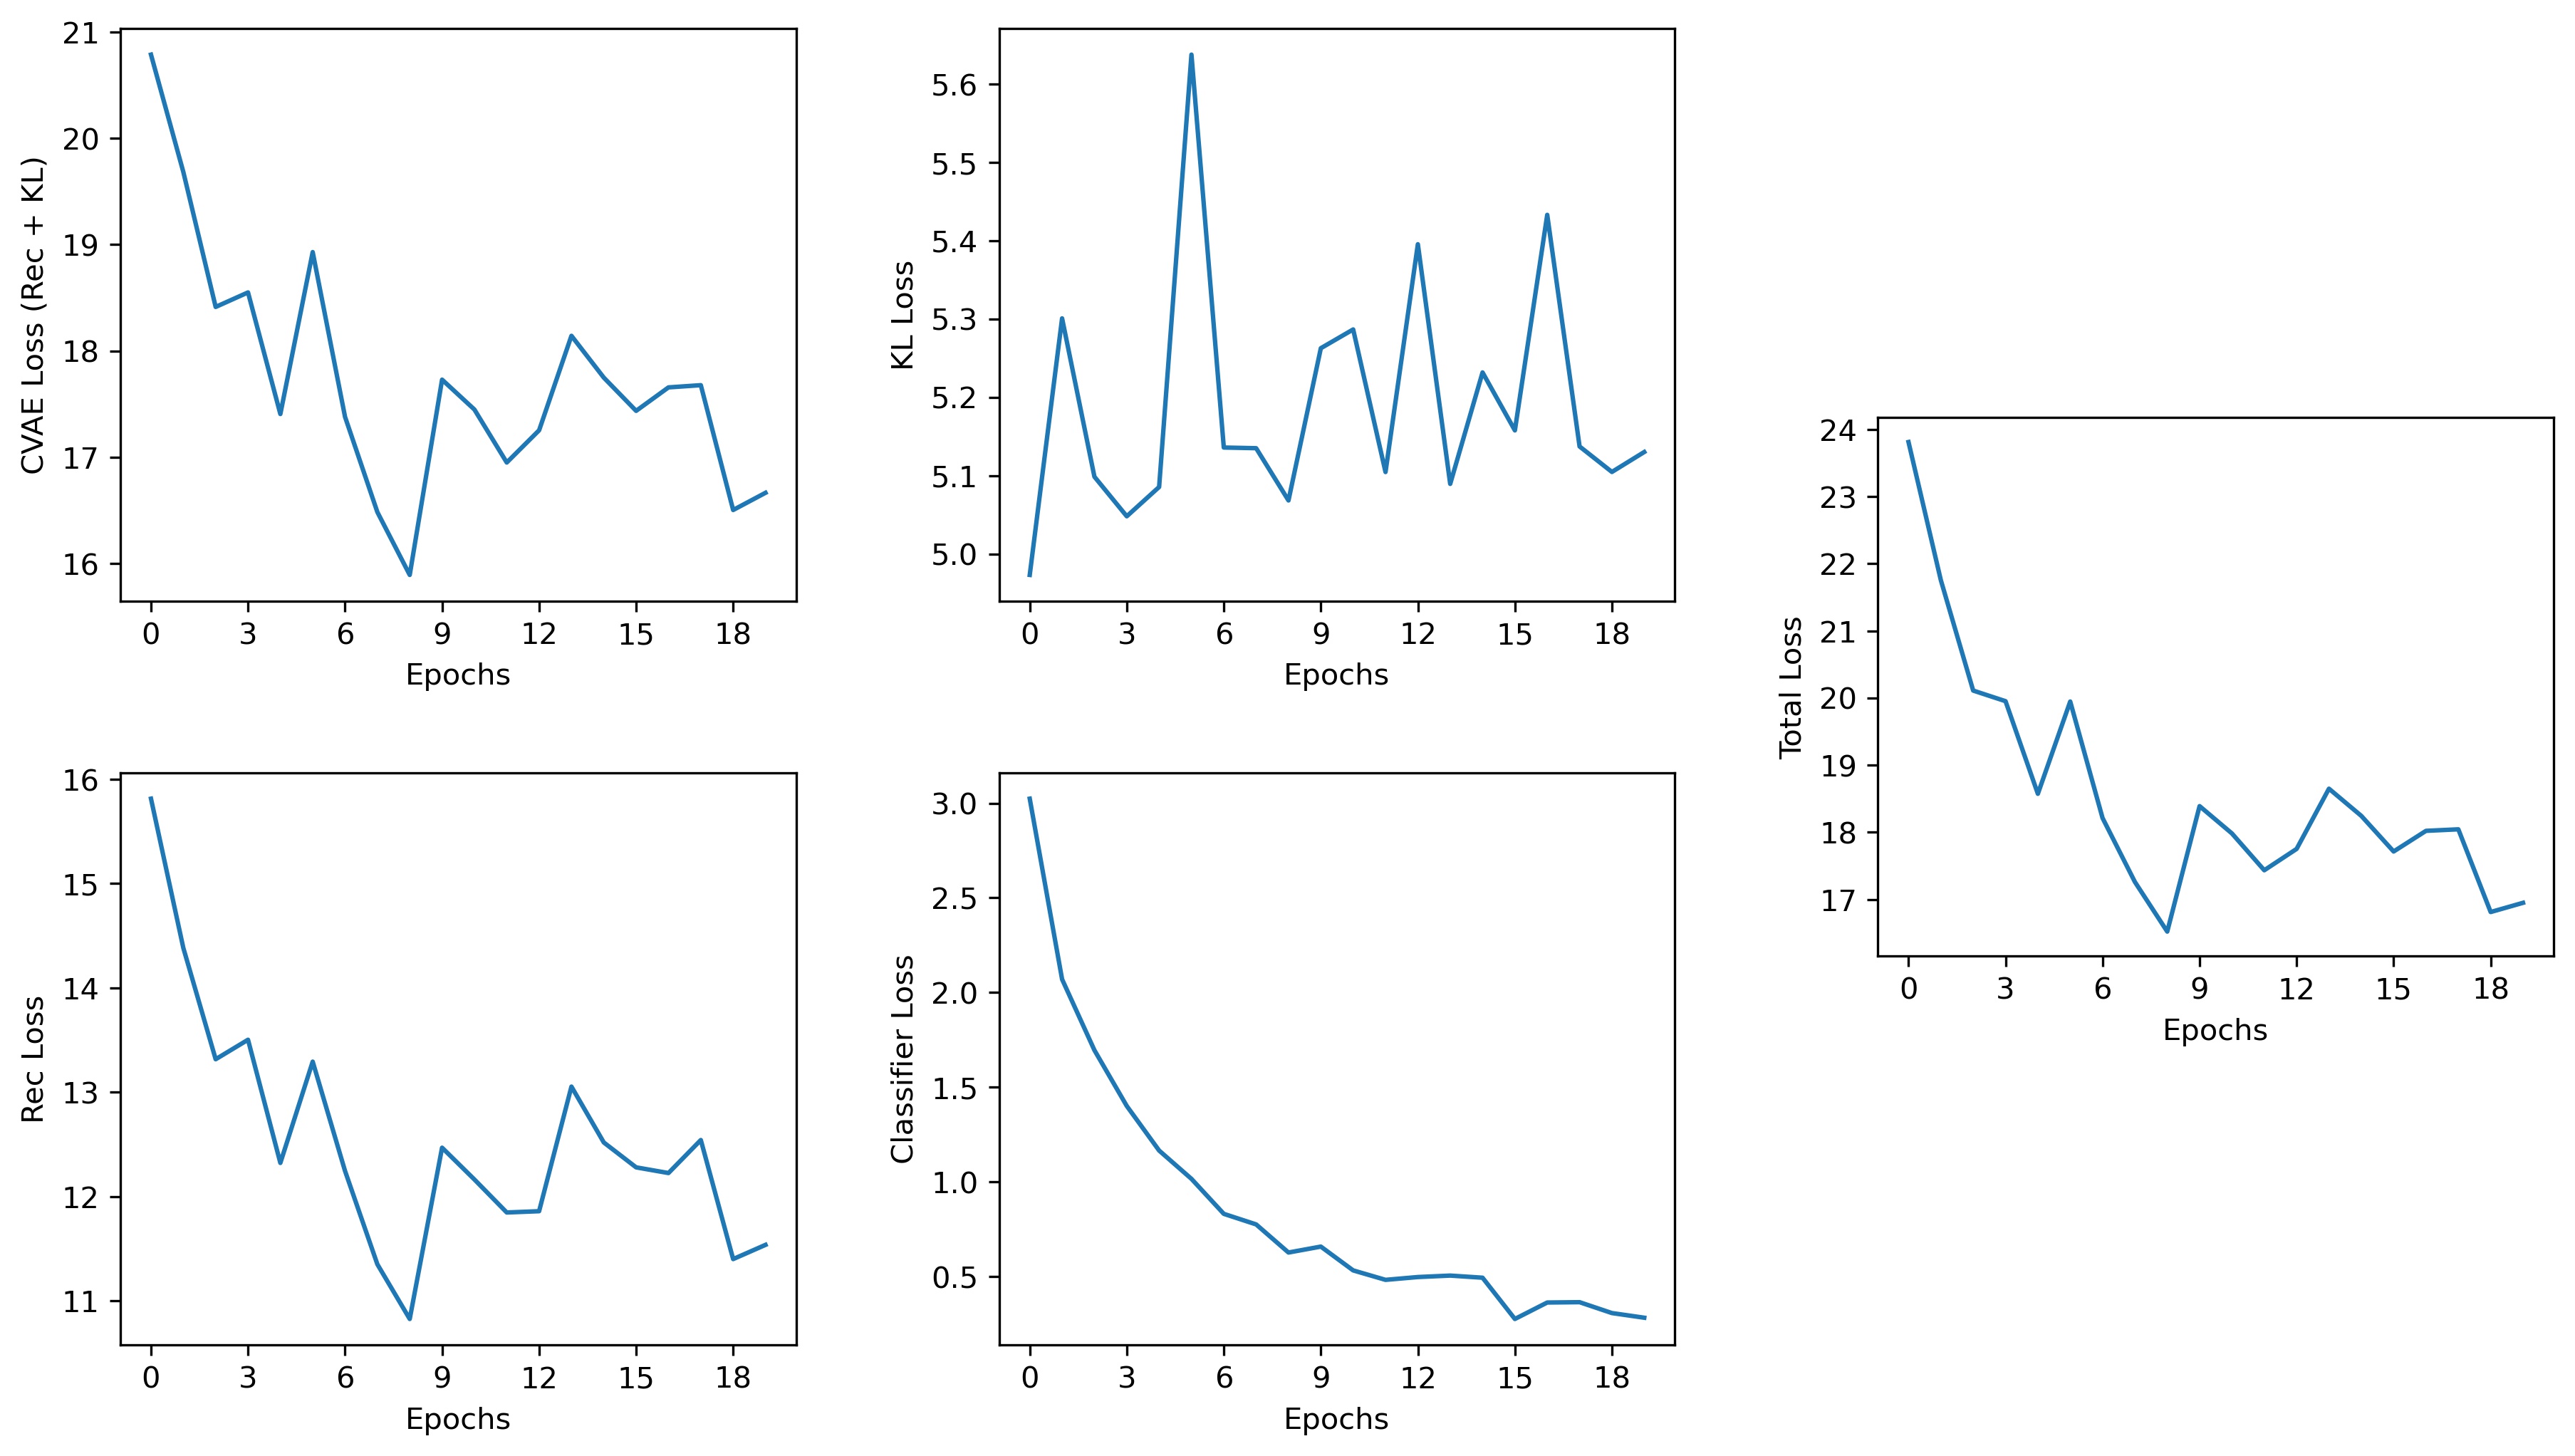 CVAE Loss (Rec + KL)
21
20
19
18
17
16
0 3 6 9 12 15 18
Epochs
KL Loss
5.6
5.5
5.4
5.3
5.2
5.1
5.0
0 3 6 9 12 15 18
Epochs
Rec Loss
16
15
14
13
12
11
0 3 6 9 12 15 18
Epochs
Classifier Loss
3.0
2.5
2.0
1.5
1.0
0.5
0 3 6 9 12 15 18
Epochs
Total Loss
24
23
22
21
20
19
18
17
0 3 6 9 12 15 18
Epochs